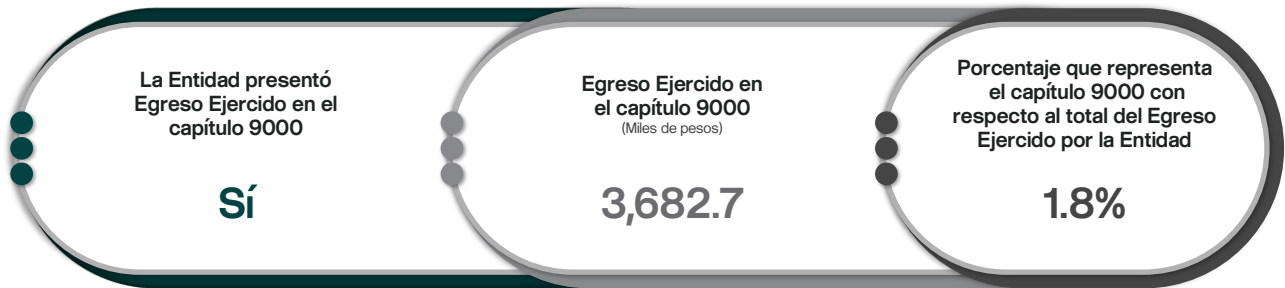 La Entidad presentó
Egreso Ejercido en el
capítulo 9000
Sí
Egreso Ejercido en
el capítulo 9000
(Miles de pesos)
3,682.7
Porcentaje que representa
el capítulo 9000 con
respecto al total del Egreso
Ejercido por la Entidad
1.8%